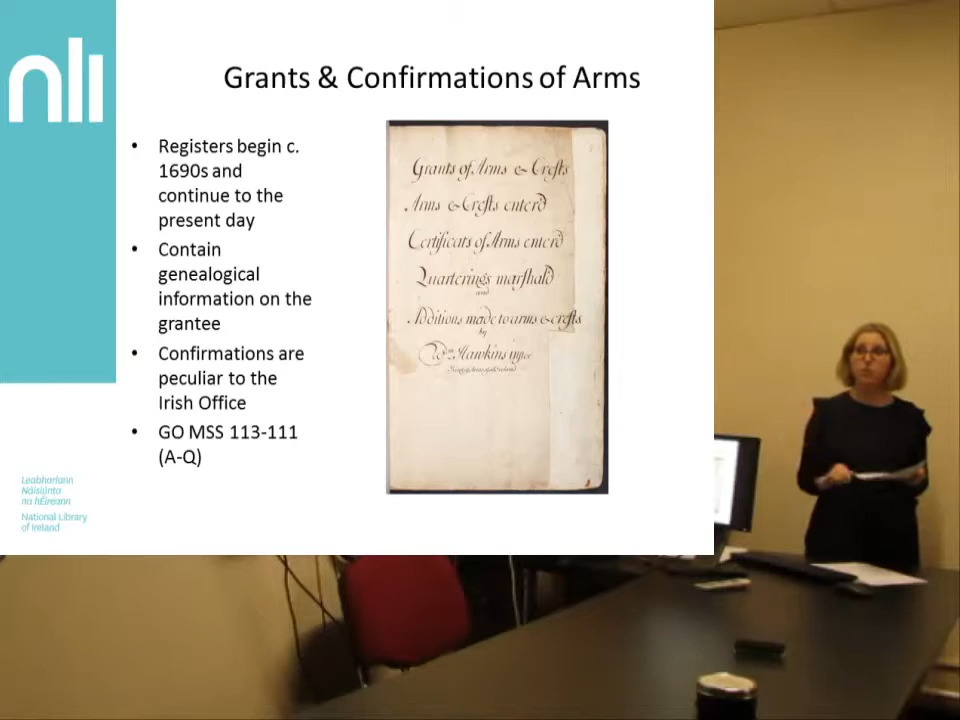 nli
Grants & Confirmations of Arms
• Registers begin c.
1690s and
continue to the
present day
• Contain
genealogical
information on the
grantee
• Confirmations are
peculiar to the
Irish Office
• GO MSS 113-111
(A-Q)
Grants of Arms & Crests
Arms & Crests enterd
Certificats of Arms enterd
Quarterings marshald
and
Additions made to arms & crests
by
Wm. Hawkins
Leabharlann
Náisiúnta
na hÉireann
National Library
of Ireland